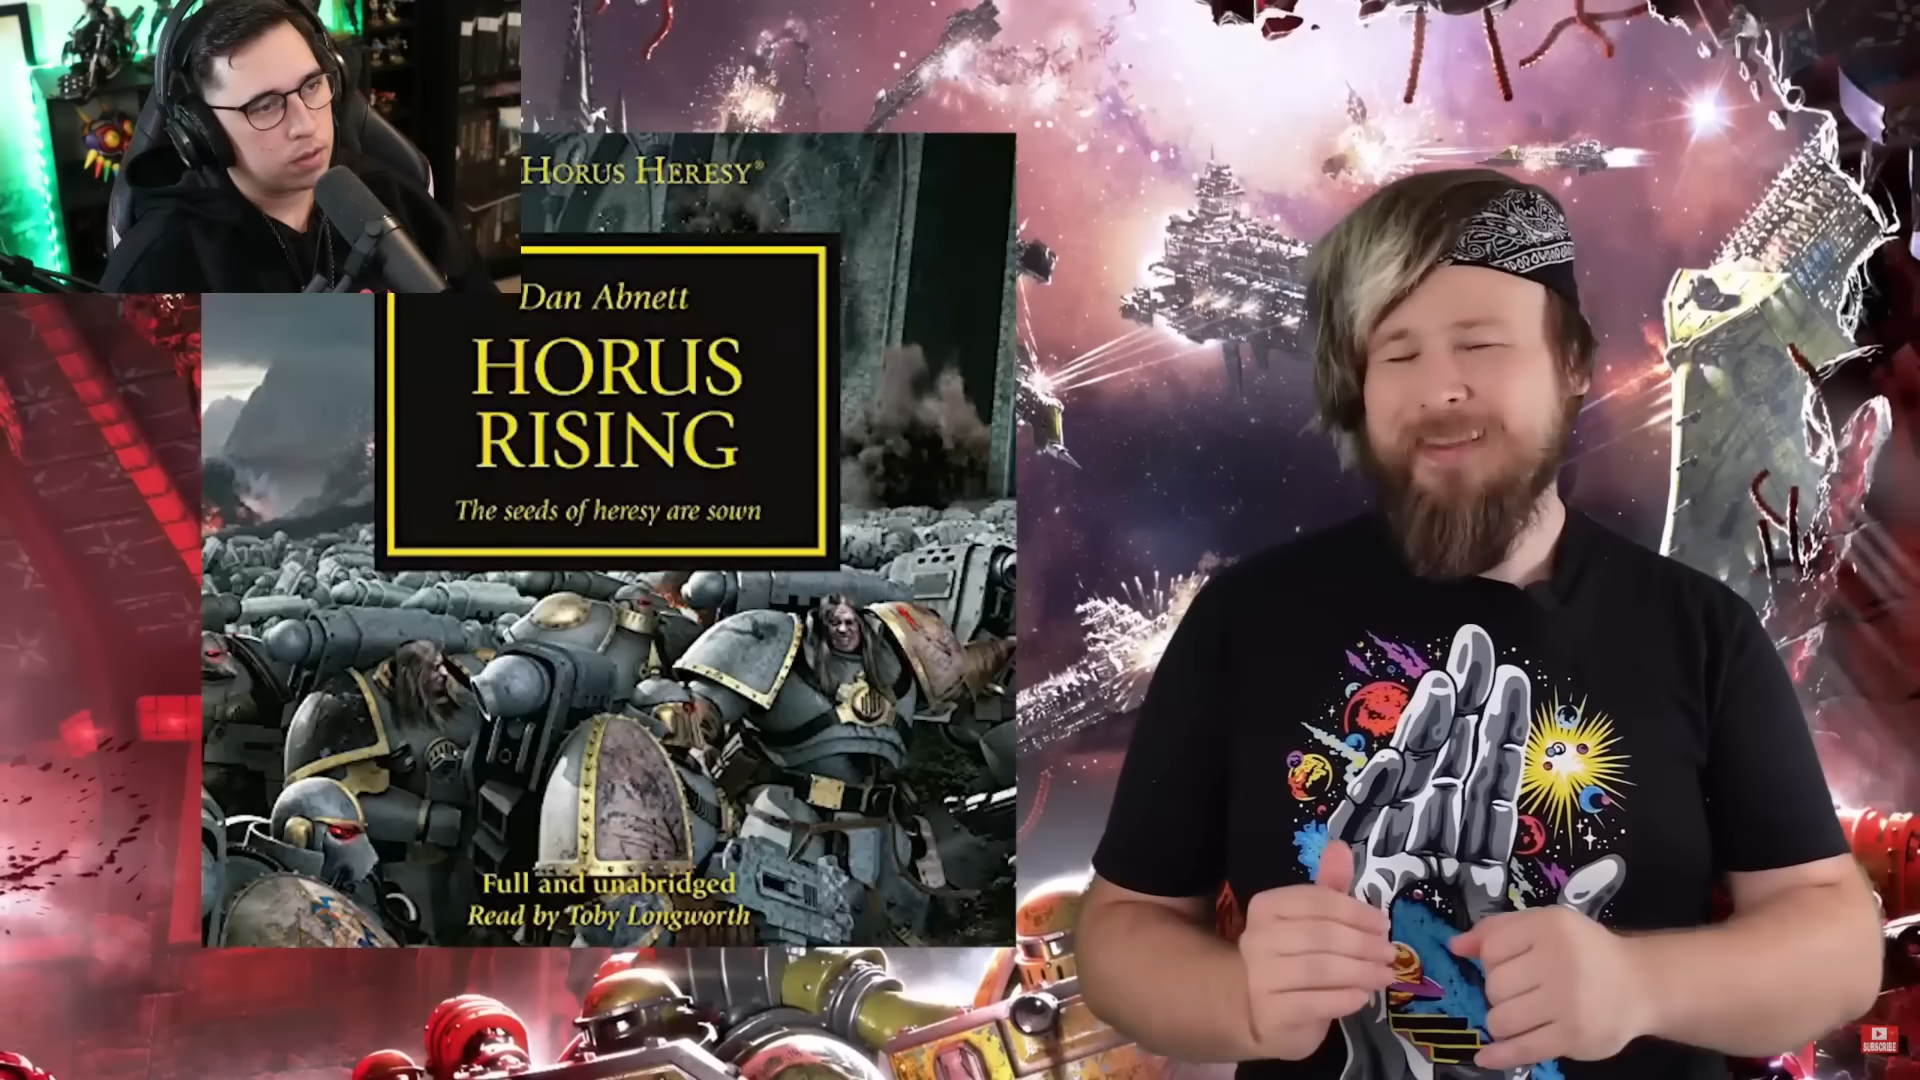 HORUS HERESY®
Dan Abnett
HORUS
RISING
The seeds of heresy are sown
Full and unabridged
Read by Toby Longworth
SUBSCRIBE